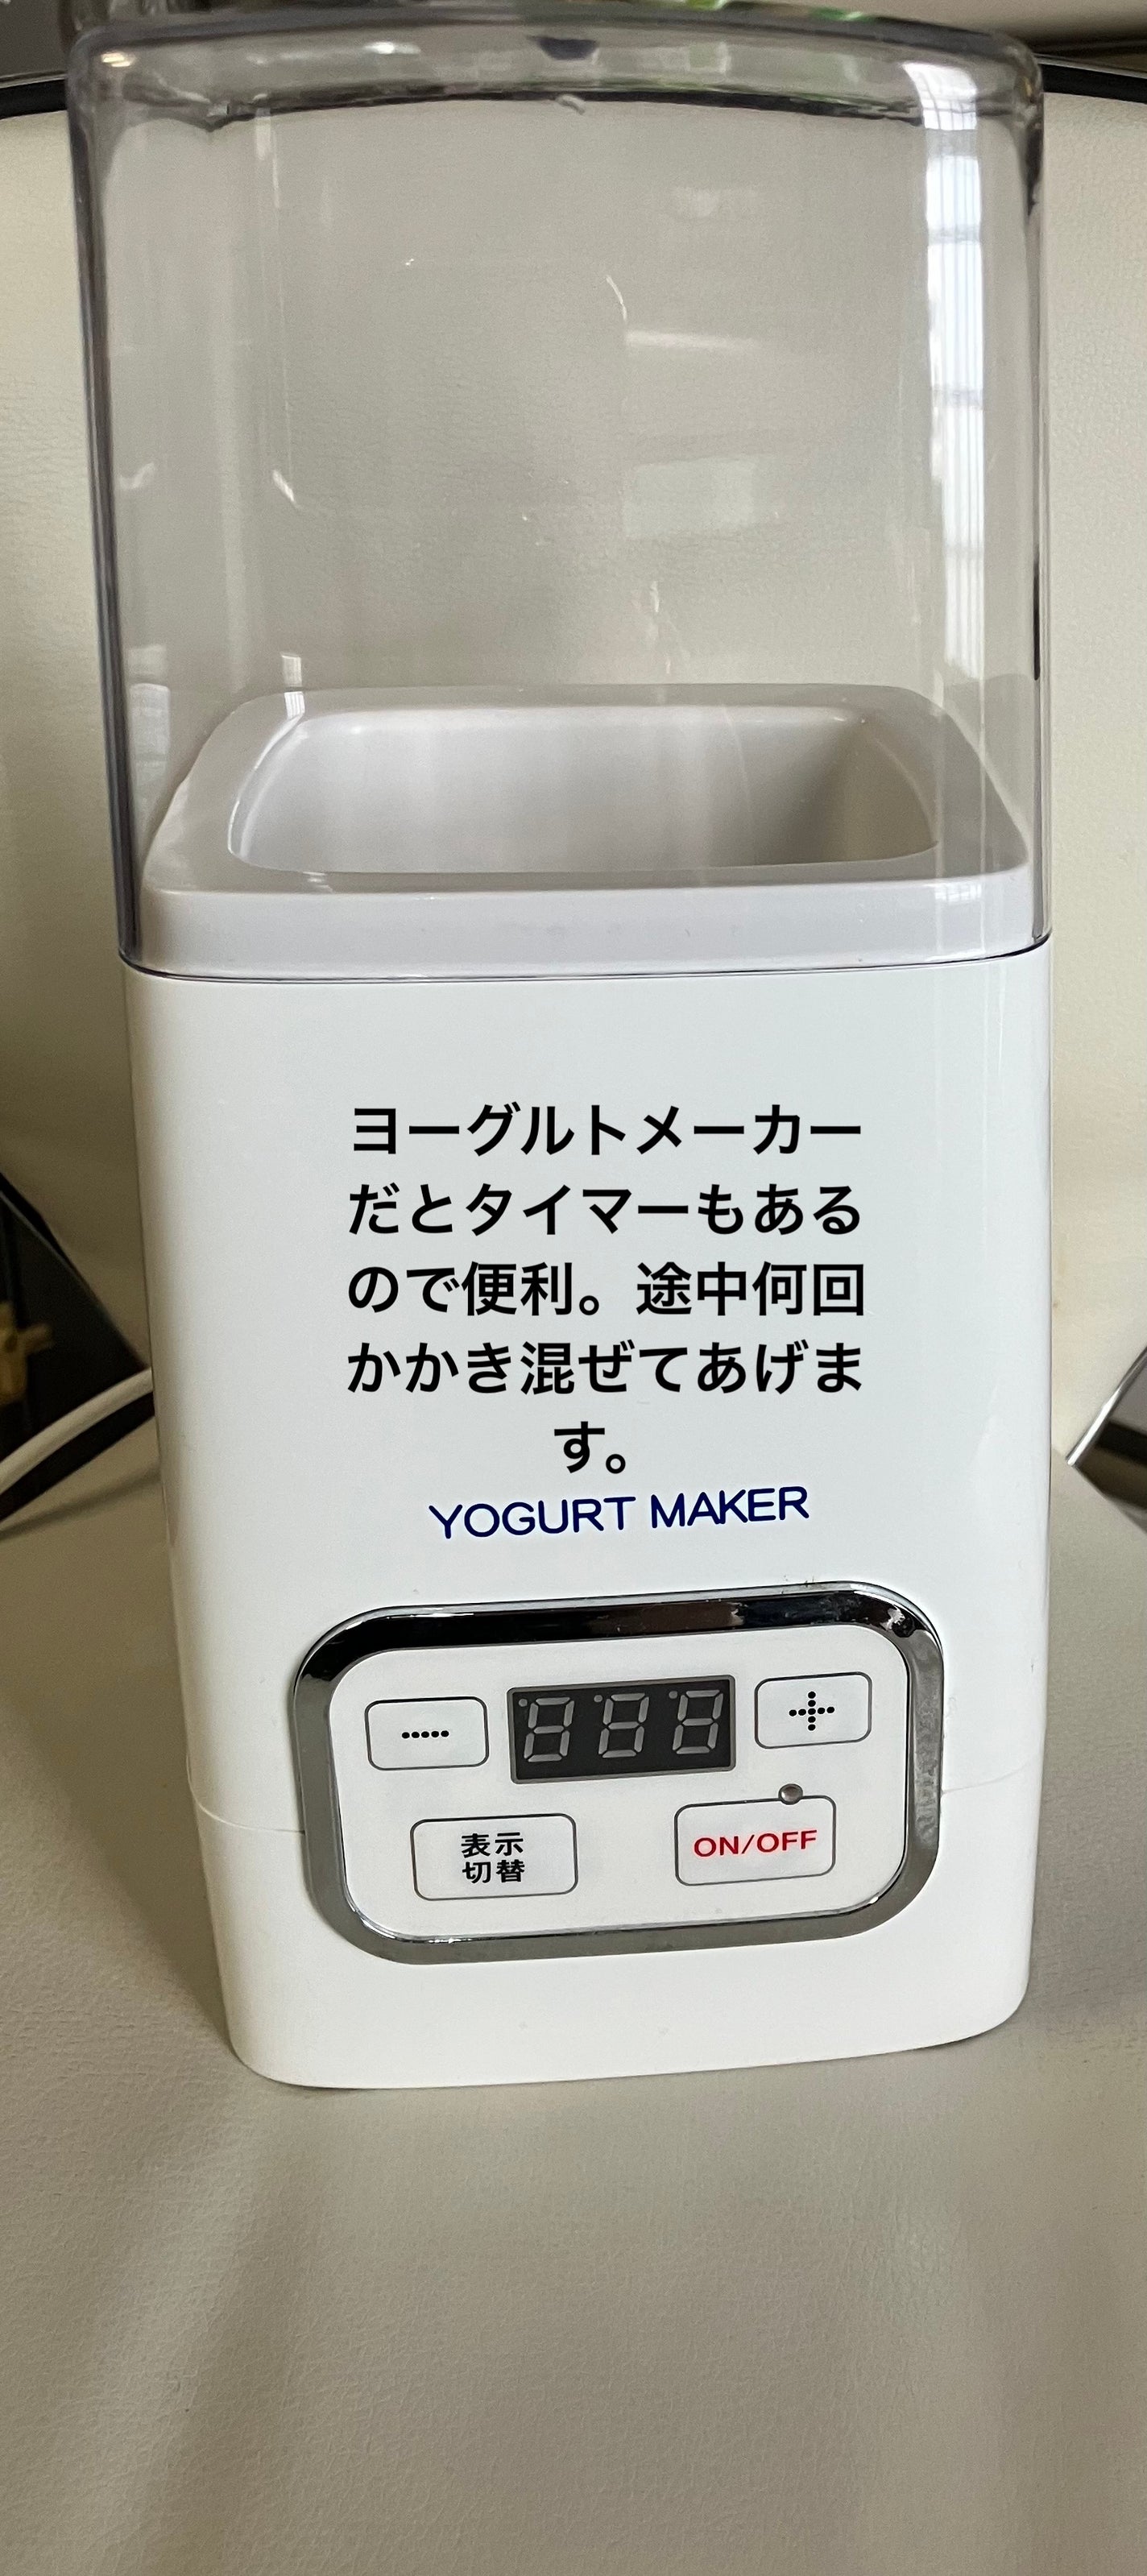 ヨーグルトメーカー
だとタイマーもある
ので便利。途中何回
かかき混ぜてあげま
す。
YOGURT MAKER
表示
切替
ON/OFF